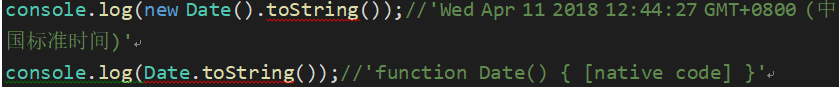 console.log(new Date().toString());//'Wed Apr 11 2018 12:44:27 GMT+0800 (中
国标准时间)'
console.log(Date.toString());//'function Date() { [native code] }'